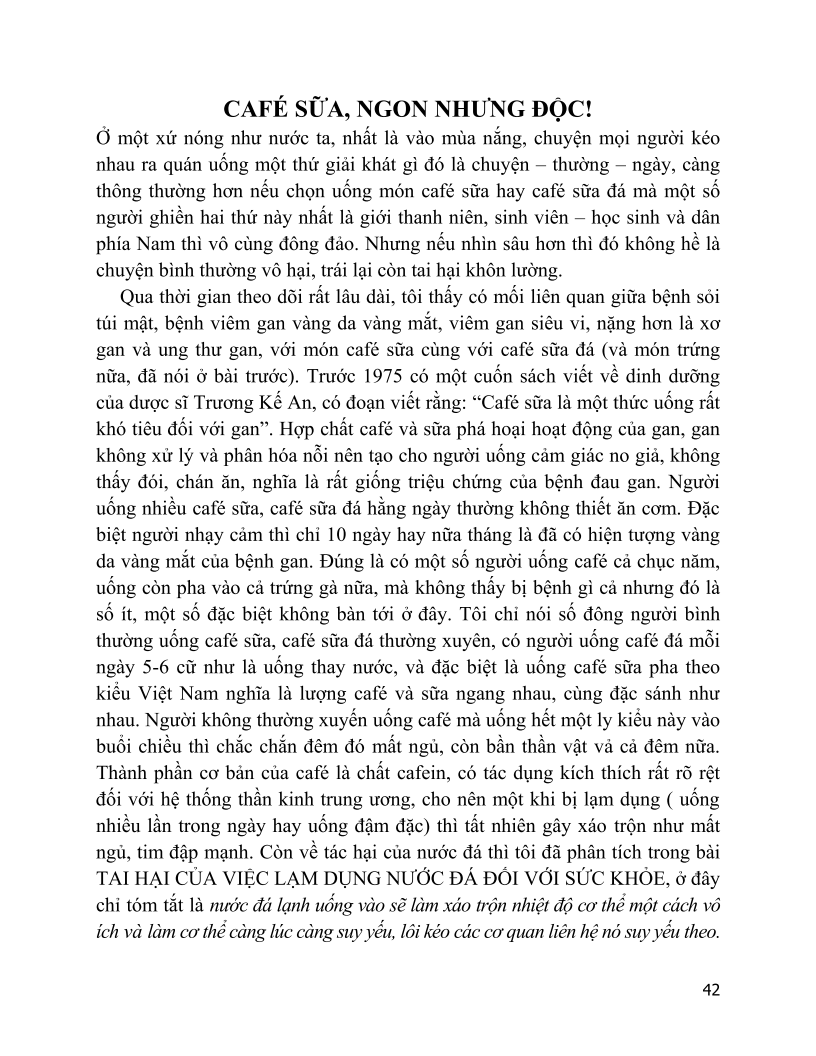 CAFÉ SỮA, NGON NHƯNG ĐỘC!
Ở một xứ nóng như nước ta, nhất là vào mùa nắng, chuyện mọi người kéo
nhau ra quán uống một thứ giải khát gì đó là chuyện – thường – ngày, càng
thông thường hơn nếu chọn uống món café sữa hay café sữa đá mà một số
người ghiền hai thứ này nhất là giới thanh niên, sinh viên – học sinh và dân
phía Nam thì vô cùng đông đảo. Nhưng nếu nhìn sâu hơn thì đó không hề là
chuyện bình thường vô hại, trái lại còn tai hại khôn lường.
Qua thời gian theo dõi rất lâu dài, tôi thấy có mối liên quan giữa bệnh sỏi
túi mật, bệnh viêm gan vàng da vàng mắt, viêm gan siêu vi, nặng hơn là xơ
gan và ung thư gan, với món café sữa cùng với café sữa đá (và món trứng
nữa, đã nói ở bài trước). Trước 1975 có một cuốn sách viết về dinh dưỡng
của dược sĩ Trương Kế An, có đoạn viết rằng: “Café sữa là một thức uống rất
khó tiêu đối với gan”. Hợp chất café và sữa phá hoại hoạt động của gan, gan
không xử lý và phân hóa nỗi nên tạo cho người uống cảm giác no giả, không
thấy đói, chán ăn, nghĩa là rất giống triệu chứng của bệnh đau gan. Người
uống nhiều café sữa, café sữa đá hằng ngày thường không thiết ăn cơm. Đặc
biệt người nhạy cảm thì chỉ 10 ngày hay nữa tháng là đã có hiện tượng vàng
da vàng mắt của bệnh gan. Đúng là có một số người uống café cả chục năm,
uống còn pha vào cả trứng gà nữa, mà không thấy bị bệnh gì cả nhưng đó là
số ít, một số đặc biệt không bàn tới ở đây. Tôi chỉ nói số đông người bình
thường uống café sữa, café sữa đá thường xuyên, có người uống café đá mỗi
ngày 5-6 cữ như là uống thay nước, và đặc biệt là uống café sữa pha theo
kiểu Việt Nam nghĩa là lượng café và sữa ngang nhau, cùng đặc sánh như
nhau. Người không thường xuyến uống café mà uống hết một ly kiểu này vào
buổi chiều thì chắc chắn đêm đó mất ngủ, còn bần thần vật vả cả đêm nữa.
Thành phần cơ bản của café là chất cafein, có tác dụng kích thích rất rõ rệt
đối với hệ thống thần kinh trung ương, cho nên một khi bị lạm dụng ( uống
nhiều lần trong ngày hay uống đậm đặc) thì tất nhiên gây xáo trộn như mất
ngủ, tim đập mạnh. Còn về tác hại của nước đá thì tôi đã phân tích trong bài
TAI HẠI CỦA VIỆC LẠM DỤNG NƯỚC ĐÁ ĐỐI VỚI SỨC KHỎE, ở đây
chỉ tóm tắt là nước đá lạnh uống vào sẽ làm xáo trộn nhiệt độ cơ thể một cách vô
ích và làm cơ thể càng lúc càng suy yếu, lôi kéo các cơ quan liên hệ nó suy yếu theo.
42